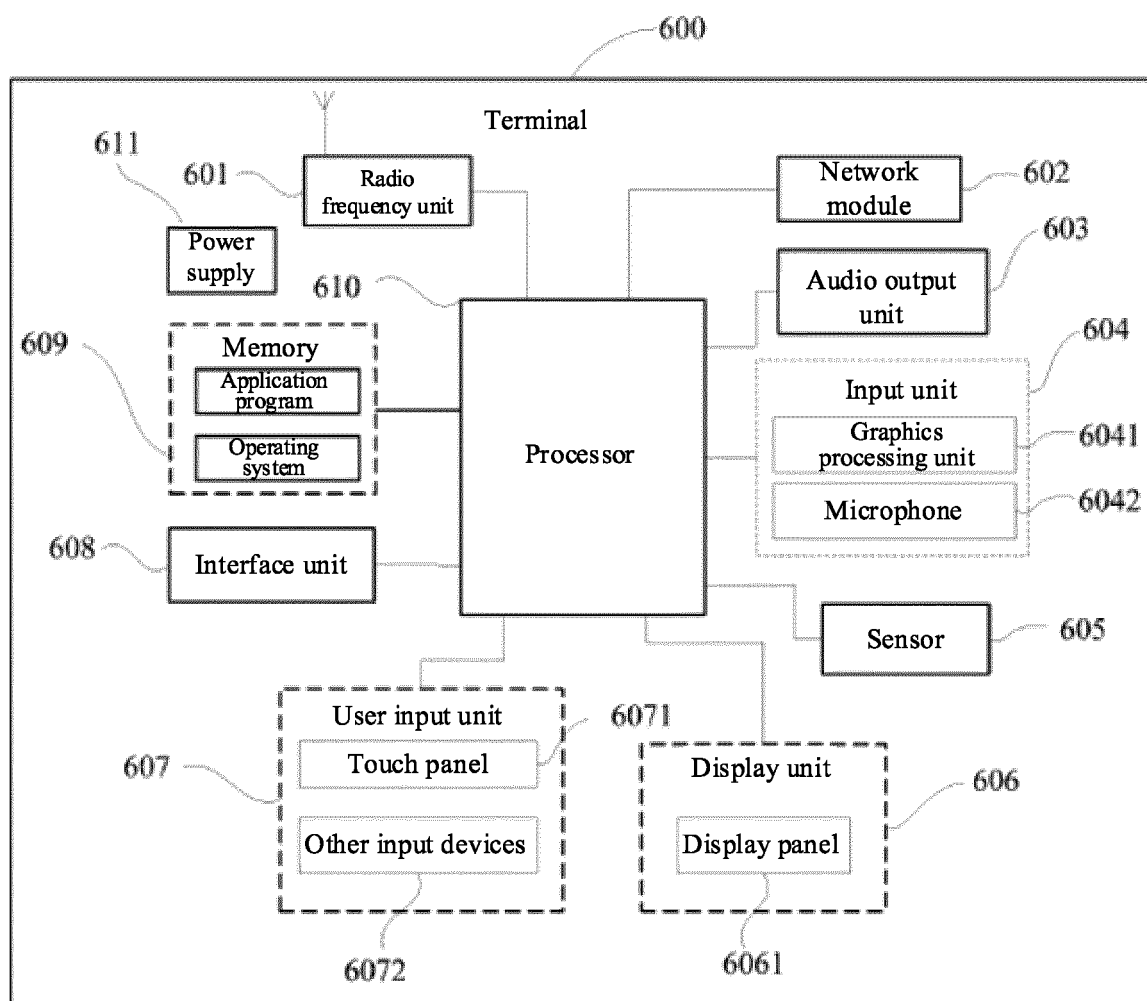 600
Terminal
611
601
Radio
frequency unit
Network
module
602
Power
supply
603
Audio output
unit
610
609
Memory
Application
program
Operating
system
604
Input unit
Graphics
processing unit
6041
Microphone
6042
Processor
608
Interface unit
Sensor
605
User input unit
6071
Touch panel
607
Other input devices
6072
Display unit
606
Display panel
6061